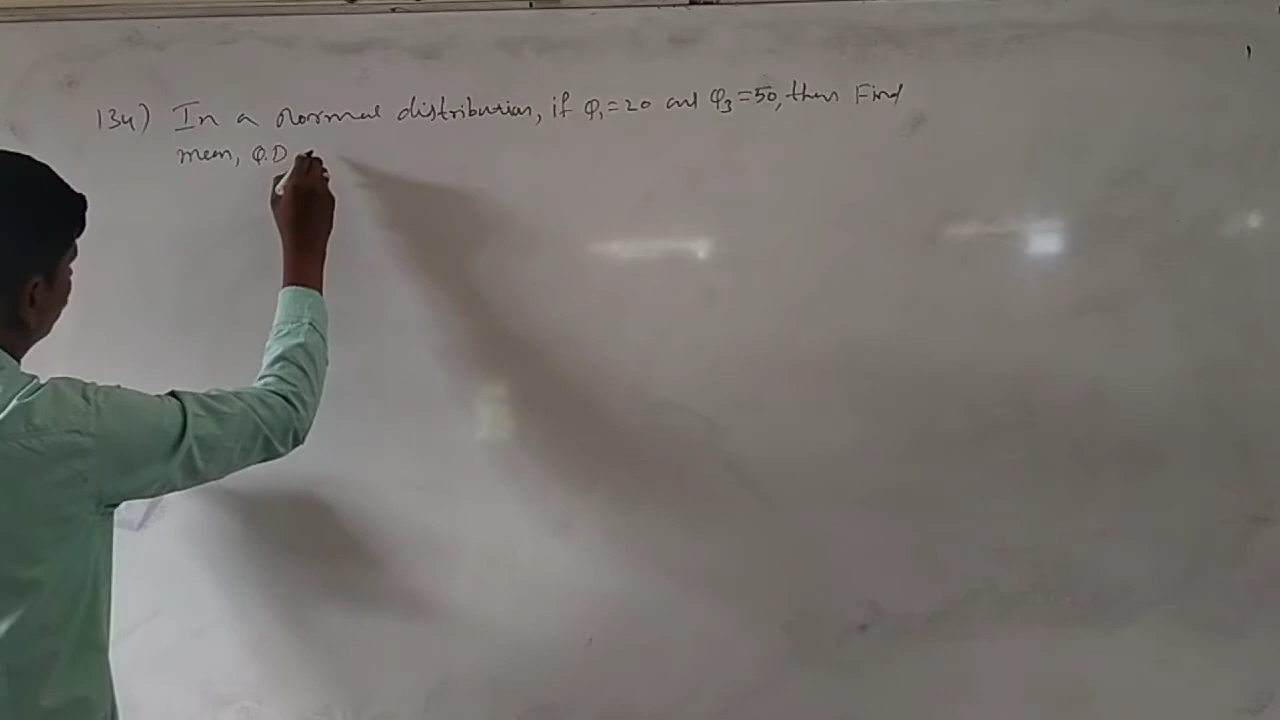 134) In a normal distribution, if Q₁=20 and Q₃=50, then Find
mean, Q.D